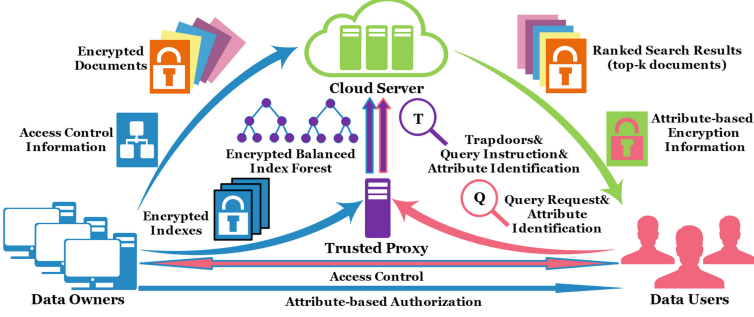 Encrypted
Documents
Ranked Search Results
(top-k documents)
Cloud Server
Access Control
Information
T
Attribute-based
Encryption
Information
Encrypted Balanced
Index Forest
Trapdoors&
Query Instruction&
Attribute Identification
Encrypted
Indexes
Q
Query Request&
Attribute
Identification
Trusted Proxy
Access Control
Data Owners
Attribute-based Authorization
Data Users